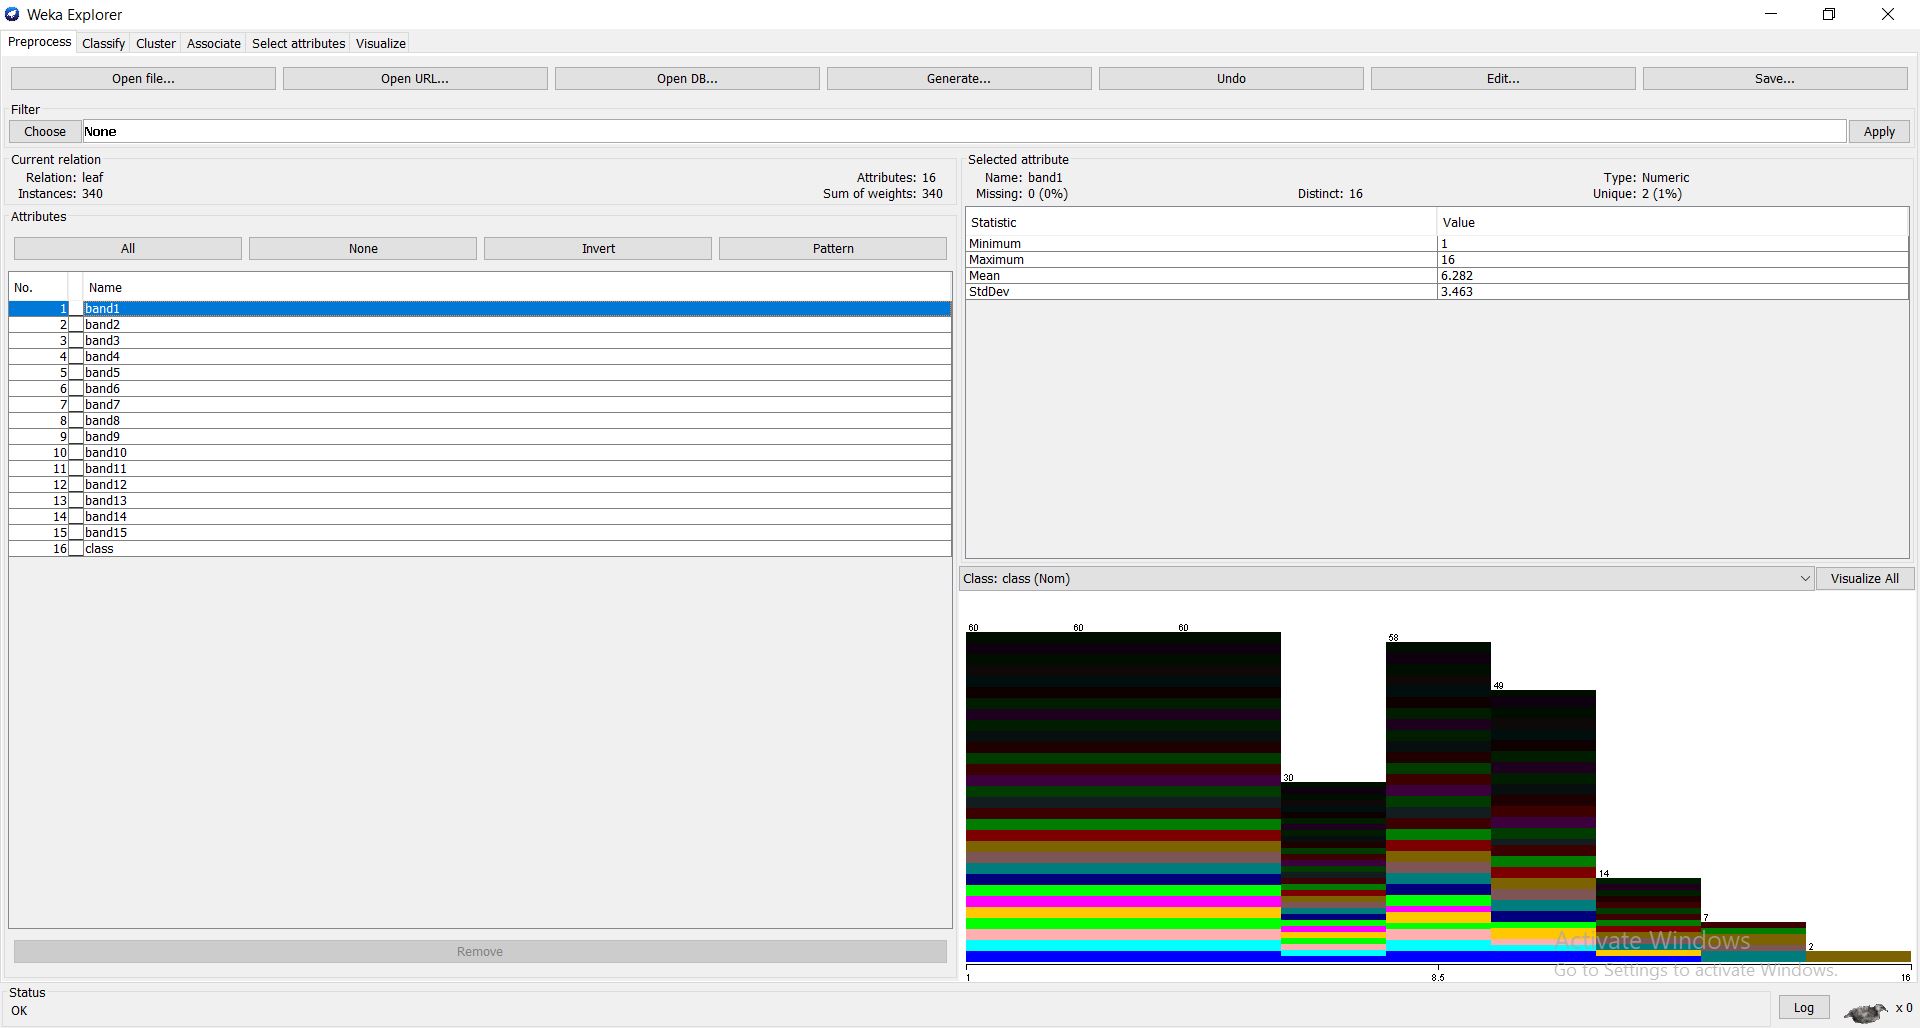 Weka Explorer
Preprocess Classify Cluster Associate Select attributes Visualize
Open file... Open URL... Open DB... Generate... Undo Edit... Save...
Filter
Choose None Apply
Current relation
Relation: leaf Attributes: 16
Instances: 340 Sum of weights: 340
Attributes
All None Invert Pattern
No. Name
1 band1
2 band2
3 band3
4 band4
5 band5
6 band6
7 band7
8 band8
9 band9
10 band10
11 band11
12 band12
13 band13
14 band14
15 band15
16 class
Remove
Selected attribute
Name: band1 Type: Numeric
Missing: 0 (0%) Distinct: 16 Unique: 2 (1%)
Statistic Value
Minimum 1
Maximum 16
Mean 6.282
StdDev 3.463
Class: class (Nom) Visualize All
60 60 60
58
49
30
14
7
2
1 8.5 16
Activate Windows
Go to Settings to activate Windows.
Status
OK
Log x 0